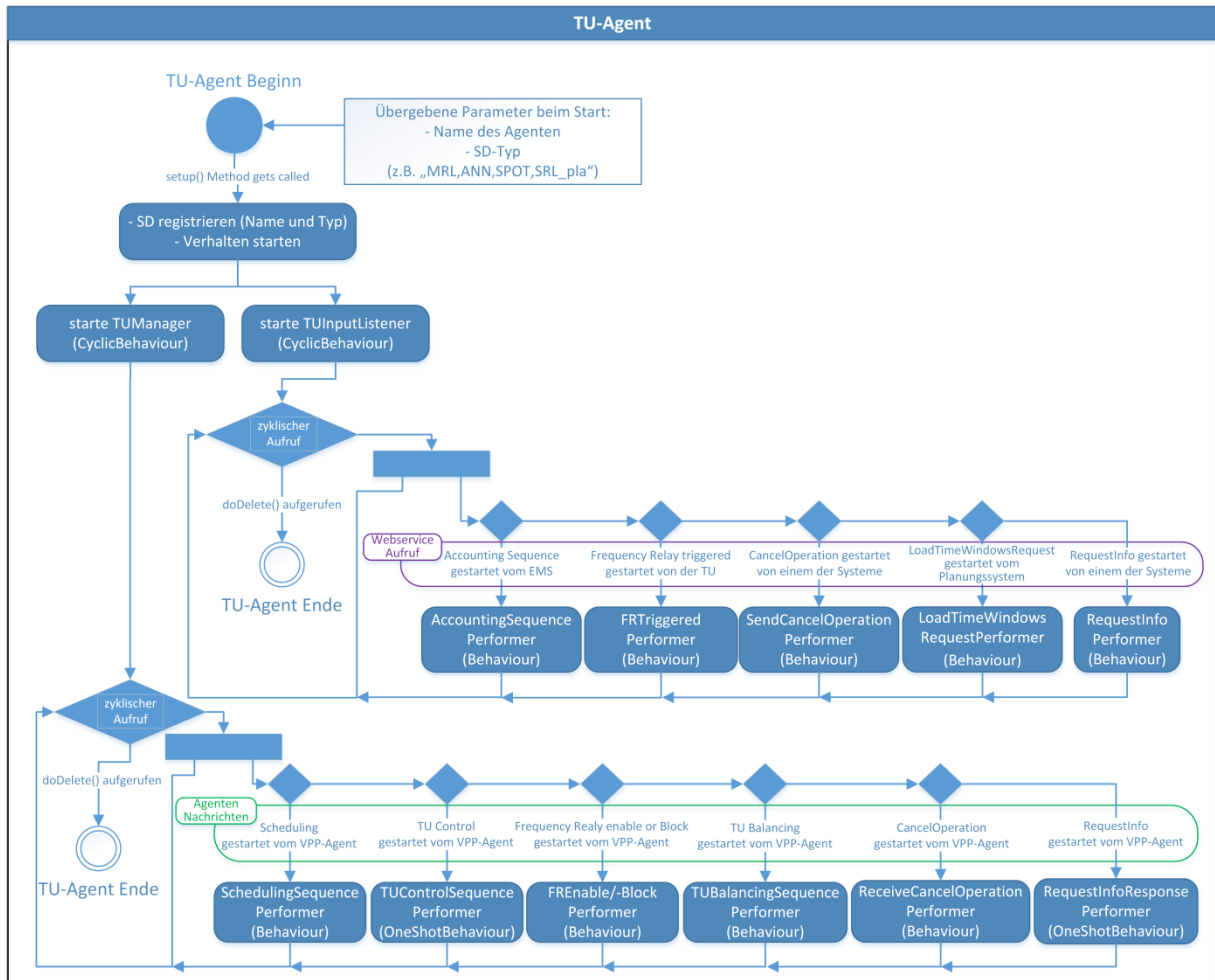 TU-Agent
TU-Agent Beginn
Übergebene Parameter beim Start:
- Name des Agenten
- SD-Typ
(z.B. „MRL,ANN,SPOT,SRL_pla“)
setup() Method gets called
- SD registrieren (Name und Typ)
- Verhalten starten
starte TUManager
(CyclicBehaviour)
starte TUInputListener
(CyclicBehaviour)
zyklischer
Aufruf
doDelete() aufgerufen
TU-Agent Ende
Webservice
Aufruf
Accounting Sequence
gestartet vom EMS
Frequency Relay triggered
gestartet von der TU
CancelOperation gestartet
von einem der Systeme
LoadTimeWindowsRequest
gestartet vom
Planungssystem
RequestInfo gestartet
von einem der Systeme
AccountingSequence
Performer
(Behaviour)
FRTriggered
Performer
(Behaviour)
SendCancelOperation
Performer
(Behaviour)
LoadTimeWindows
RequestPerformer
(Behaviour)
RequestInfo
Performer
(Behaviour)
zyklischer
Aufruf
doDelete() aufgerufen
TU-Agent Ende
Agenten
Nachrichten
Scheduling
gestartet vom VPP-Agent
TU Control
gestartet vom VPP-Agent
Frequency Realy enable or Block
gestartet vom VPP-Agent
TU Balancing
gestartet vom VPP-Agent
CancelOperation
gestartet vom VPP-Agent
RequestInfo
gestartet vom VPP-Agent
SchedulingSequence
Performer
(Behaviour)
TUControlSequence
Performer
(OneShotBehaviour)
FREnable/-Block
Performer
(Behaviour)
TUBalancingSequence
Performer
(Behaviour)
ReceiveCancelOperation
Performer
(Behaviour)
RequestInfoResponse
Performer
(OneShotBehaviour)